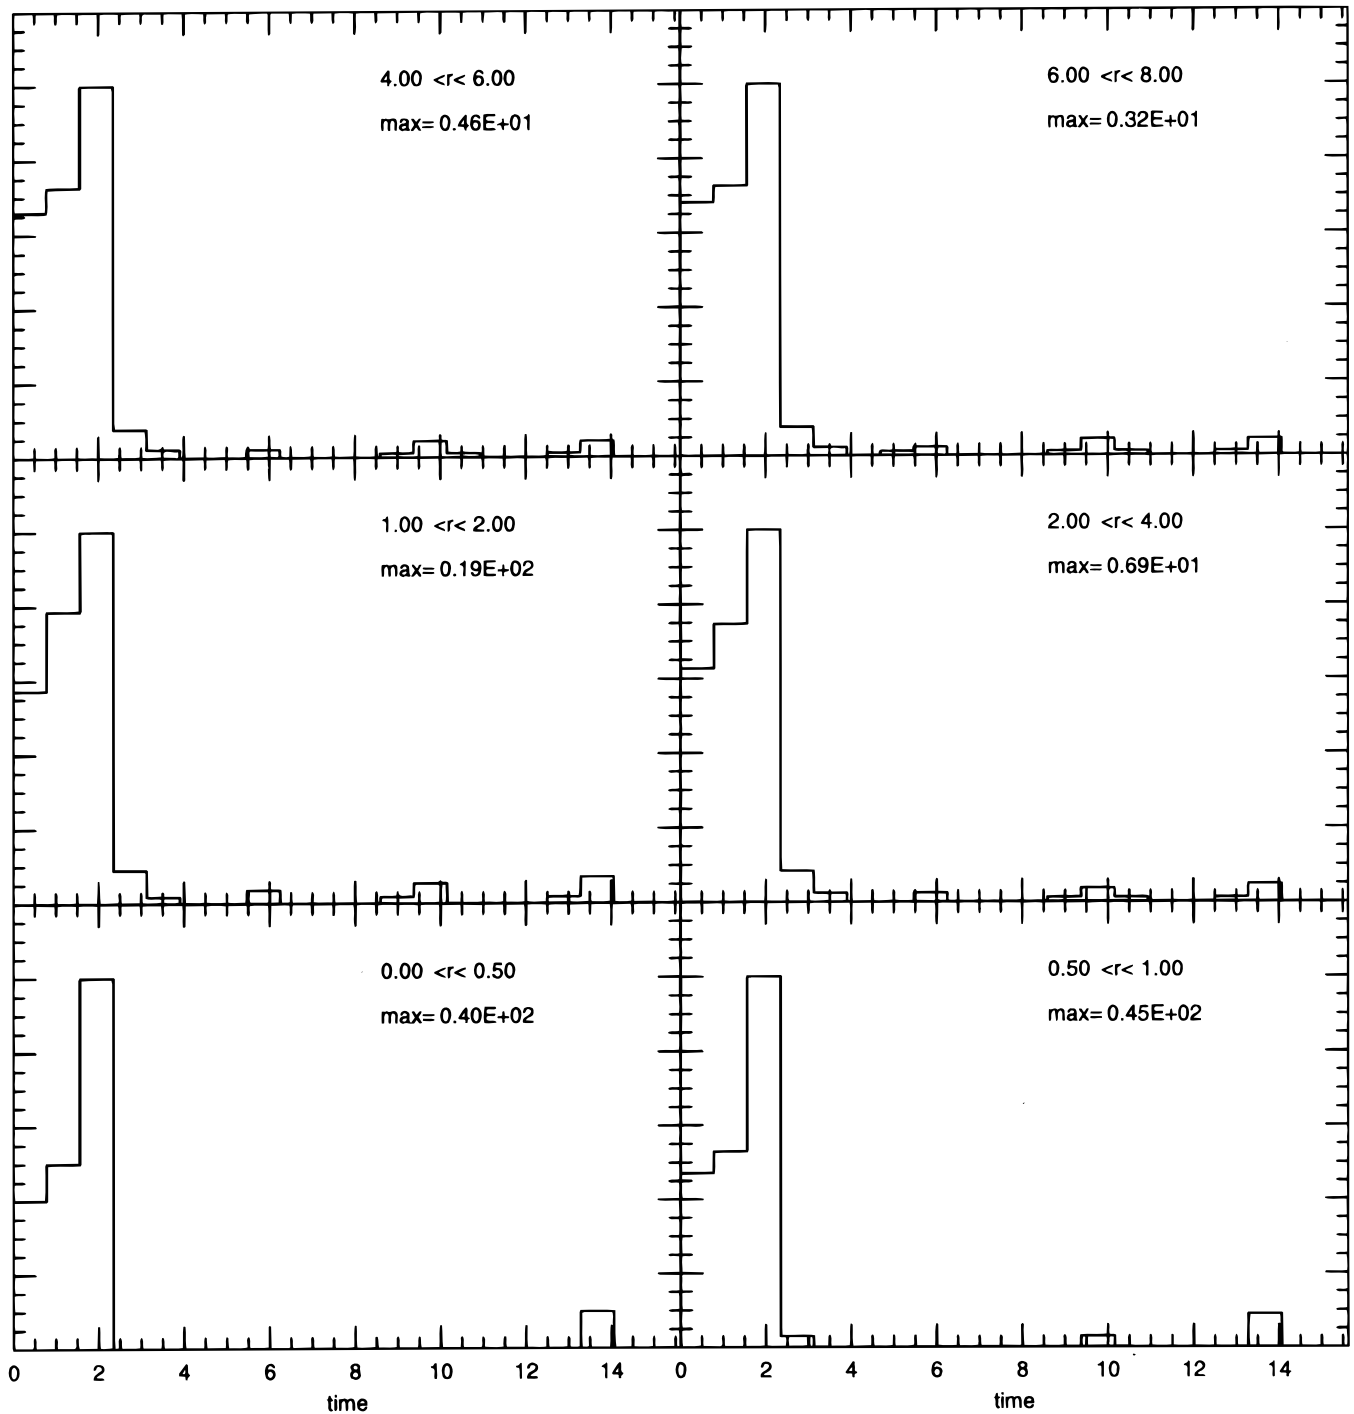 4.00 <r< 6.00
max= 0.46E+01
6.00 <r< 8.00
max= 0.32E+01
1.00 <r< 2.00
max= 0.19E+02
2.00 <r< 4.00
max= 0.69E+01
0.00 <r< 0.50
max= 0.40E+02
0.50 <r< 1.00
max= 0.45E+02
0 2 4 6 8 10 12 14 0 2 4 6 8 10 12 14
time time